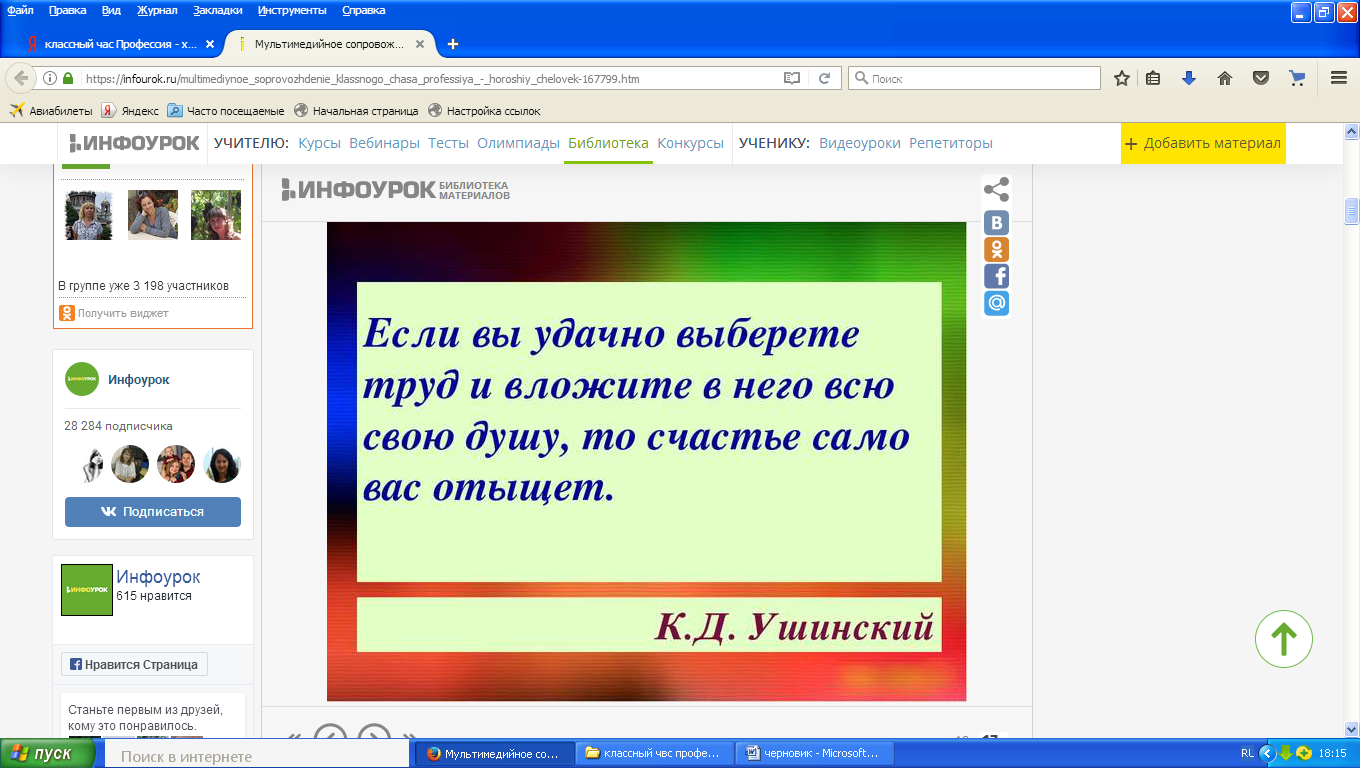 Файл Правка Вид Журнал Закладки Инструменты Справка
классный час Профессия - х...
Мултимедийное сопровож...
https://infourok.ru/multimediynoe_soprovozhdenie_klassnogo_chasa_professiya_-_horoshiy_chelovek-167799.htm
Поиск
Авиабилеты Яндекс Часто посещаемые Начальная страница Настройка ссылок
ИНФОУРОК УЧИТЕЛЮ: Курсы Вебинары Тесты Олимпиады Библиотека Конкурсы УЧЕНИКУ: Видеоуроки Репетиторы + Добавить материал
ИНФОУРОК БИБЛИОТЕКА
МАТЕРИАЛОВ
В группе уже 3 198 участников
Получить виджет
Инфоурок
28 284 подписчика
Подписаться
Инфоурок
615 нравится
Нравится Страница
Станьте первым из друзей,
кому это понравилось.
Если вы удачно выберете
труд и вложите в него всю
свою душу, то счастье само
вас отыщет.
К.Д. Ушинский
пуск
Поиск в интернете
Мультимедийное со...
классный чвс профе...
черновик - Microsoft...
RL
18:15